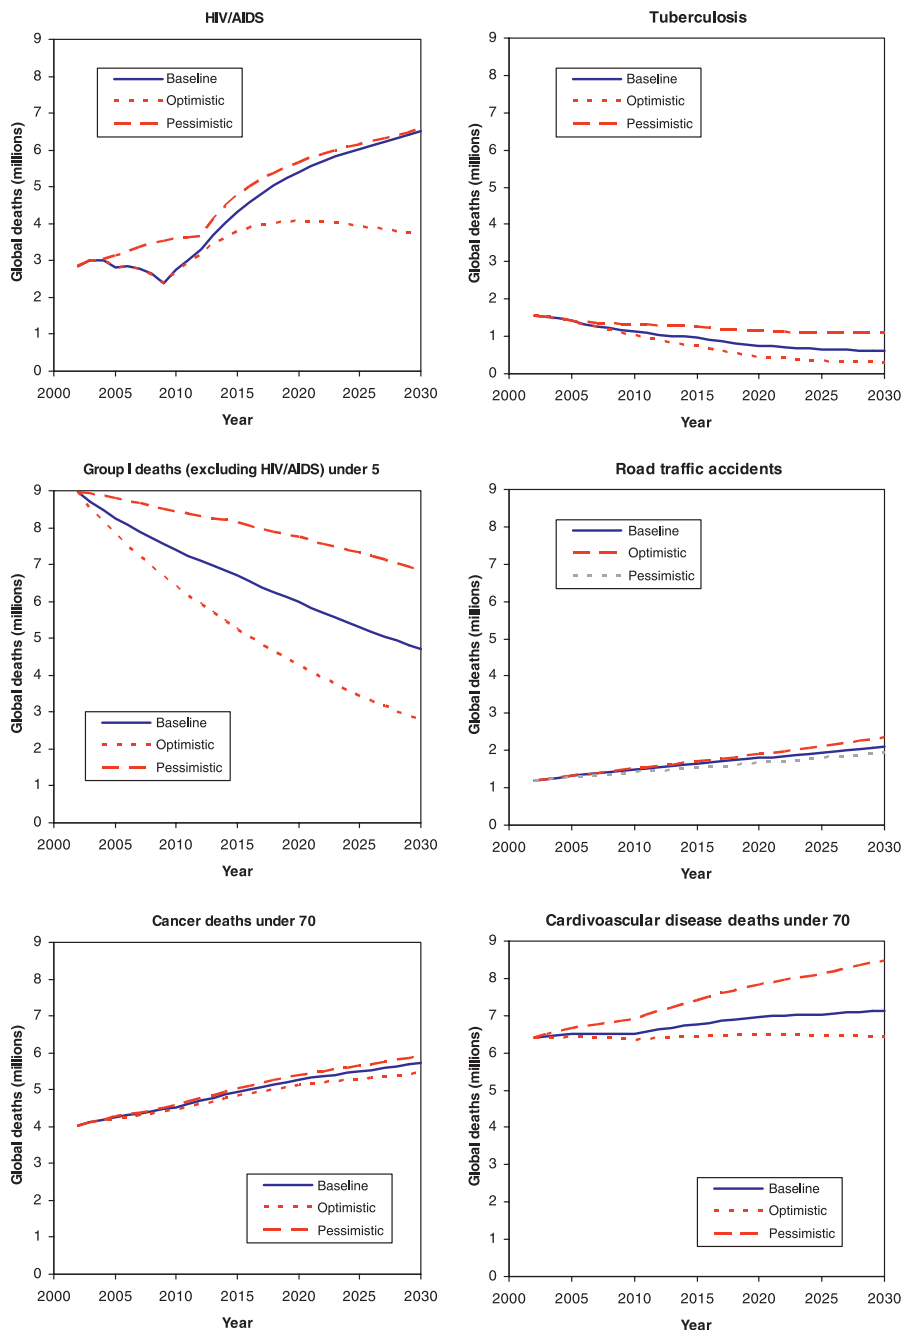 HIV/AIDS
9
8
7
6
5
4
3
2
1
0
Global deaths (millions)
Baseline
Optimistic
Pessimistic
2000 2005 2010 2015 2020 2025 2030
Year
Tuberculosis
9
8
7
6
5
4
3
2
1
0
Global deaths (millions)
Baseline
Optimistic
Pessimistic
2000 2005 2010 2015 2020 2025 2030
Year
Group I deaths (excluding HIV/AIDS) under 5
9
8
7
6
5
4
3
2
1
0
Global deaths (millions)
Baseline
Optimistic
Pessimistic
2000 2005 2010 2015 2020 2025 2030
Year
Road traffic accidents
9
8
7
6
5
4
3
2
1
0
Global deaths (millions)
Baseline
Optimistic
Pessimistic
2000 2005 2010 2015 2020 2025 2030
Year
Cancer deaths under 70
9
8
7
6
5
4
3
2
1
0
Global deaths (millions)
Baseline
Optimistic
Pessimistic
2000 2005 2010 2015 2020 2025 2030
Year
Cardivoascular disease deaths under 70
9
8
7
6
5
4
3
2
1
0
Global deaths (millions)
Baseline
Optimistic
Pessimistic
2000 2005 2010 2015 2020 2025 2030
Year